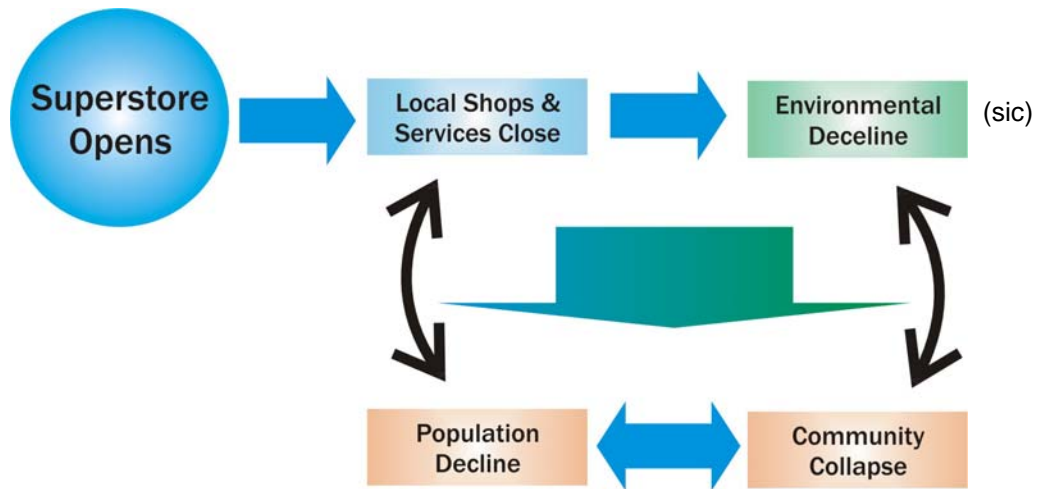 Superstore
Opens
Local Shops &
Services Close
Environmental
Deceline
(sic)
Population
Decline
Community
Collapse